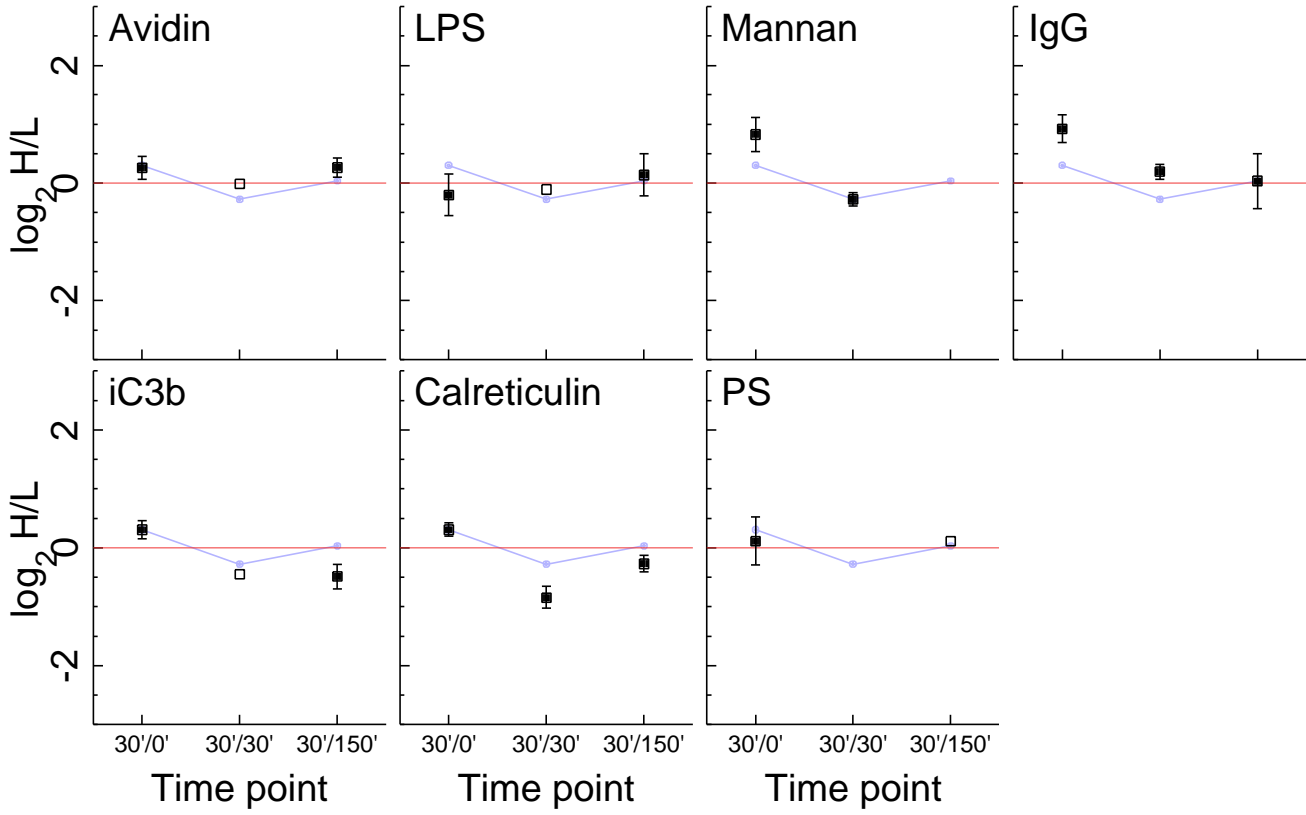 Avidin
LPS
Mannan
IgG
log2 H/L
2
0
-2
iC3b
Calreticulin
PS
log2 H/L
2
0
-2
30'/0' 30'/30' 30'/150'
30'/0' 30'/30' 30'/150'
30'/0' 30'/30' 30'/150'
Time point
Time point
Time point